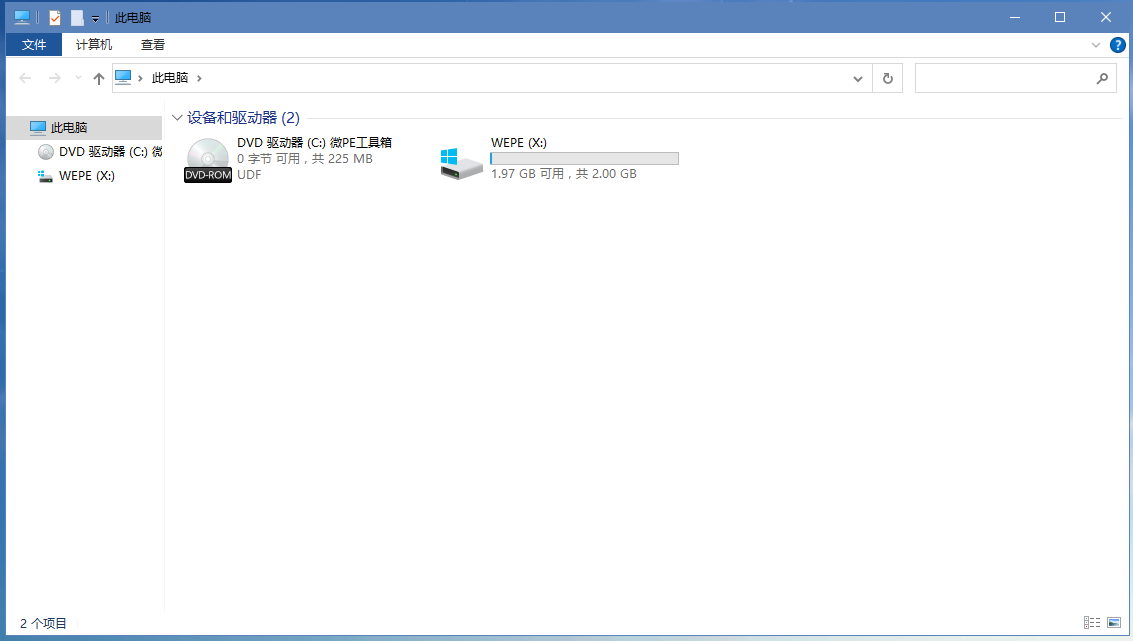 此电脑
文件 计算机 查看
此电脑
此电脑
DVD 驱动器 (C:) 微
WEPE (X:)
设备和驱动器 (2)
DVD 驱动器 (C:) 微PE工具箱
0 字节 可用，共 225 MB
UDF
DVD-ROM
WEPE (X:)
1.97 GB 可用，共 2.00 GB
2 个项目